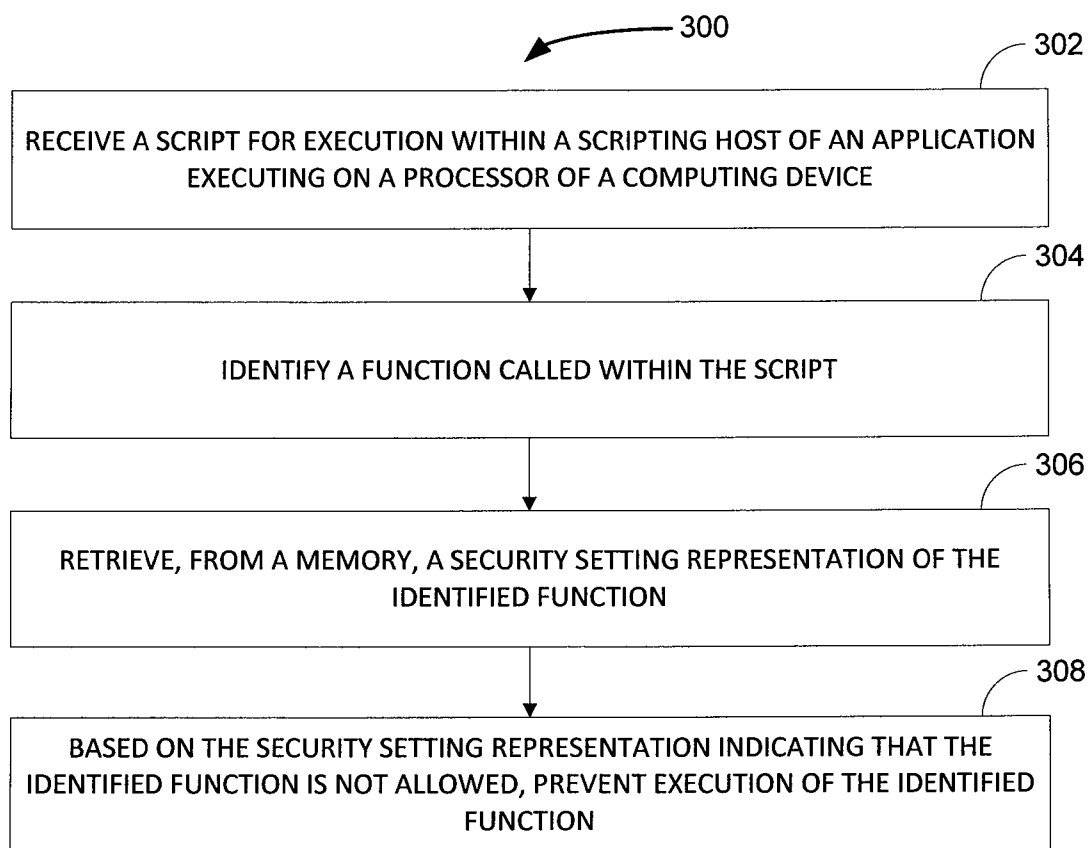 300
302
RECEIVE A SCRIPT FOR EXECUTION WITHIN A SCRIPTING HOST OF AN APPLICATION
EXECUTING ON A PROCESSOR OF A COMPUTING DEVICE
304
IDENTIFY A FUNCTION CALLED WITHIN THE SCRIPT
306
RETRIEVE, FROM A MEMORY, A SECURITY SETTING REPRESENTATION OF THE
IDENTIFIED FUNCTION
308
BASED ON THE SECURITY SETTING REPRESENTATION INDICATING THAT THE
IDENTIFIED FUNCTION IS NOT ALLOWED, PREVENT EXECUTION OF THE IDENTIFIED
FUNCTION